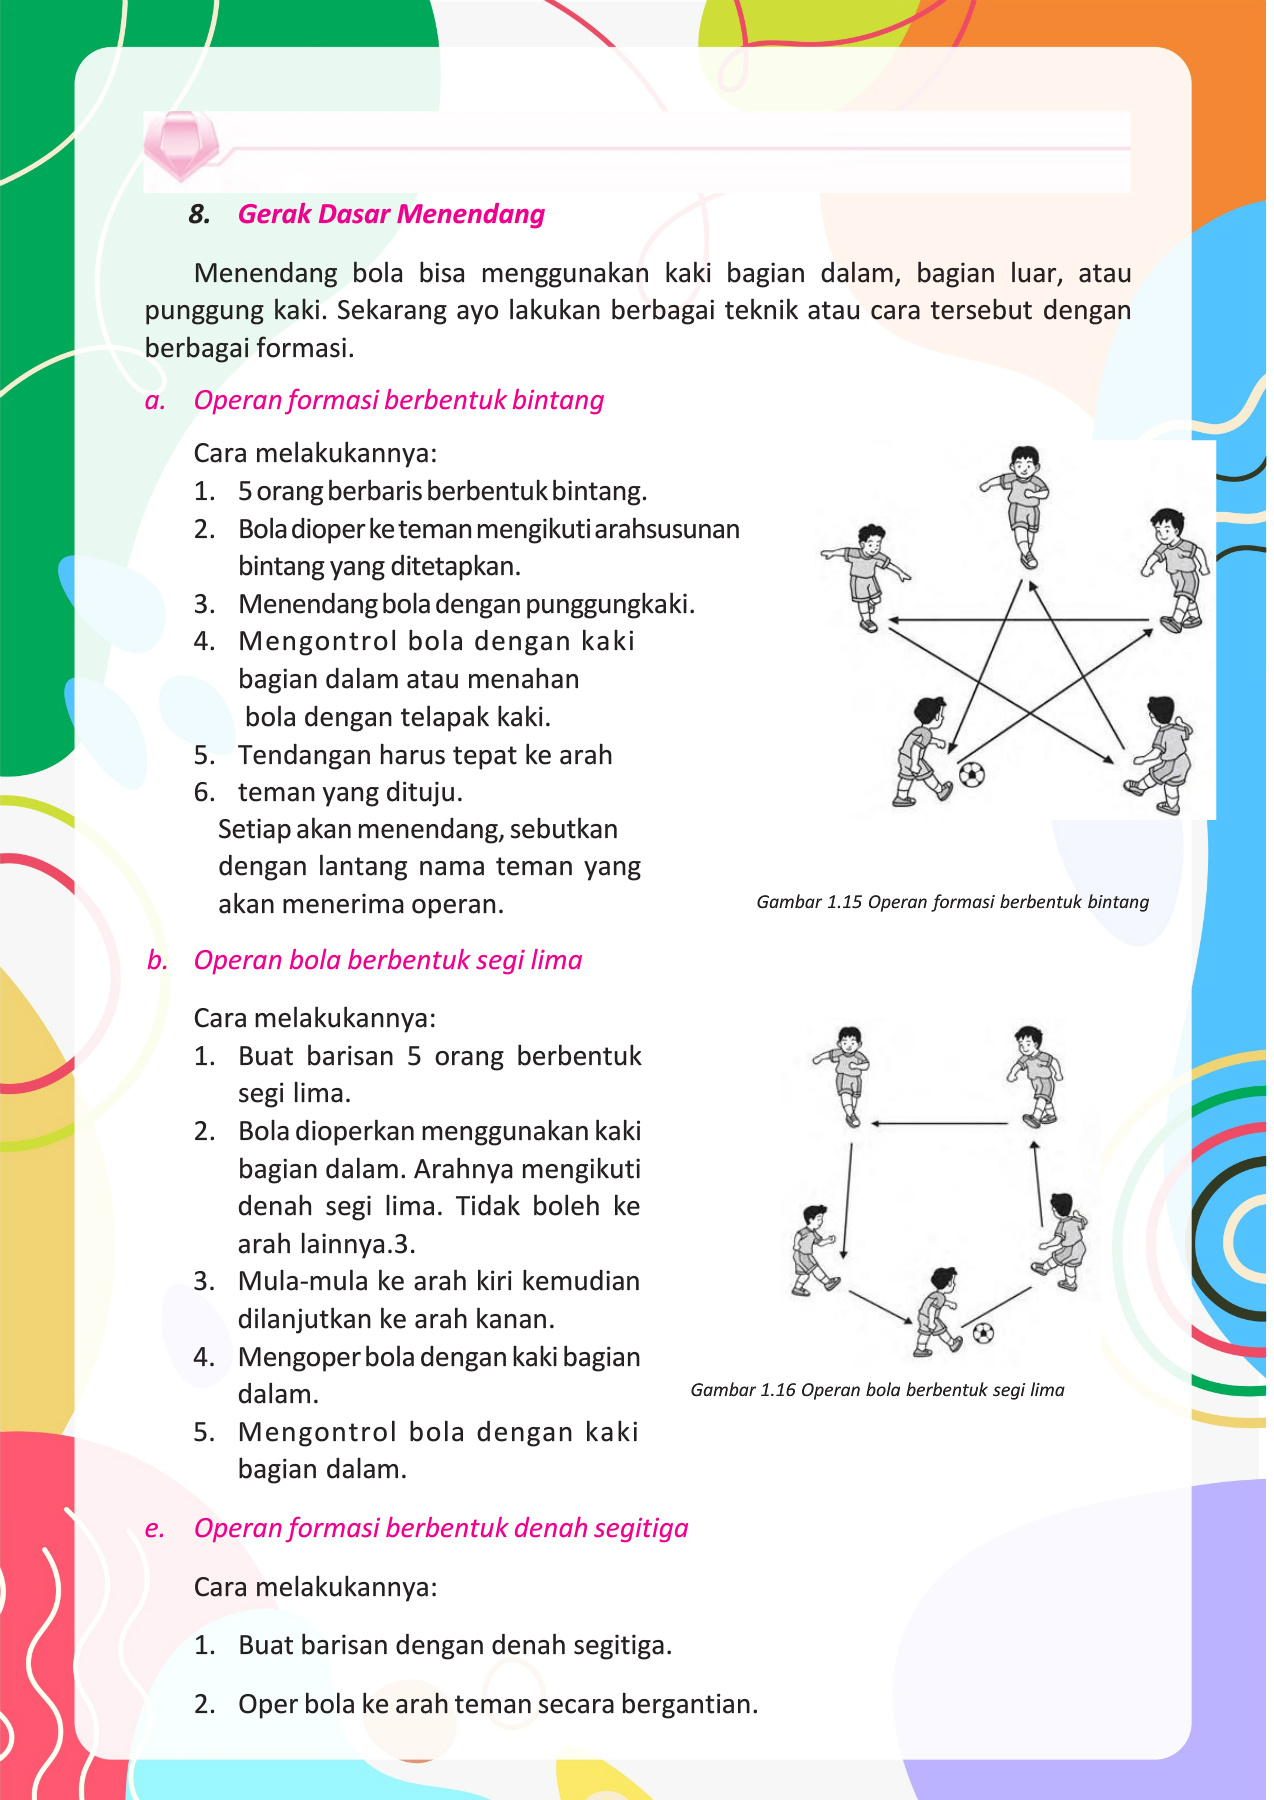 8. Gerak Dasar Menendang
Menendang bola bisa menggunakan kaki bagian dalam, bagian luar, atau
punggung kaki. Sekarang ayo lakukan berbagai teknik atau cara tersebut dengan
berbagai formasi.
a. Operan formasi berbentuk bintang
Cara melakukannya:
1. 5 orang berbaris berbentuk bintang.
2. Bola dioper ke teman mengikuti arahsusunan
bintang yang ditetapkan.
3. Menendang bola dengan punggungkaki.
4. Mengontrol bola dengan kaki
bagian dalam atau menahan
bola dengan telapak kaki.
5. Tendangan harus tepat ke arah
6. teman yang dituju.
Setiap akan menendang, sebutkan
dengan lantang nama teman yang
akan menerima operan.
Gambar 1.15 Operan formasi berbentuk bintang
b. Operan bola berbentuk segi lima
Cara melakukannya:
1. Buat barisan 5 orang berbentuk
segi lima.
2. Bola dioperkan menggunakan kaki
bagian dalam. Arahnya mengikuti
denah segi lima. Tidak boleh ke
arah lainnya.3.
3. Mula-mula ke arah kiri kemudian
dilanjutkan ke arah kanan.
4. Mengoper bola dengan kaki bagian
dalam.
5. Mengontrol bola dengan kaki
bagian dalam.
Gambar 1.16 Operan bola berbentuk segi lima
e. Operan formasi berbentuk denah segitiga
Cara melakukannya:
1. Buat barisan dengan denah segitiga.
2. Oper bola ke arah teman secara bergantian.